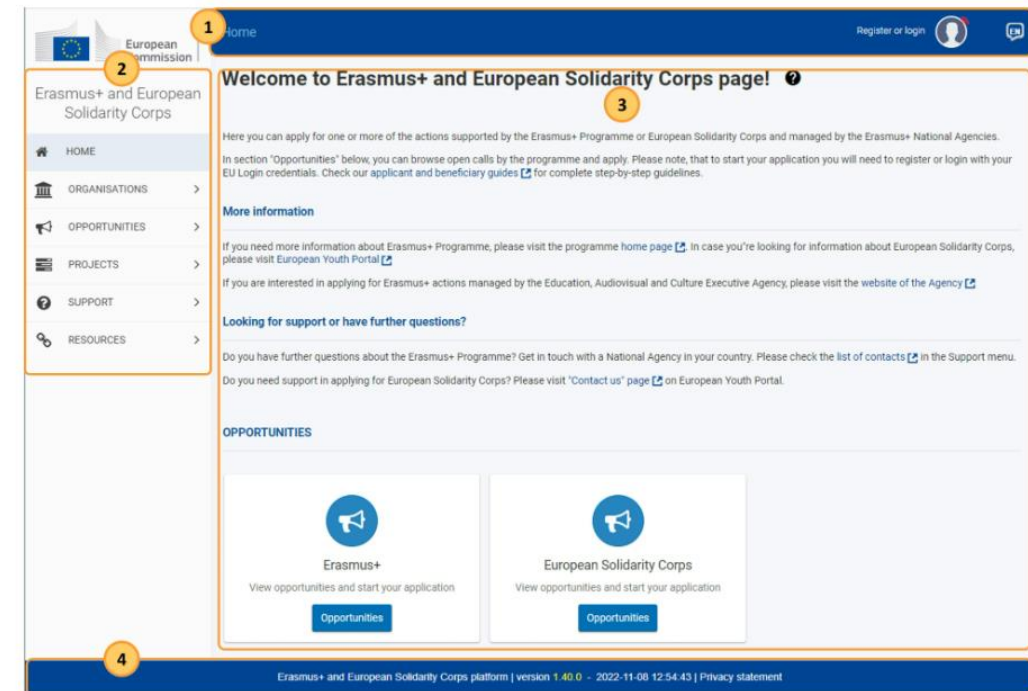 1
Home
Register or login
EN
European
Commission
2
Erasmus+ and European
Solidarity Corps
HOME
ORGANISATIONS
OPPORTUNITIES
PROJECTS
SUPPORT
RESOURCES
Welcome to Erasmus+ and European Solidarity Corps page!
3
Here you can apply for one or more of the actions supported by the Erasmus+ Programme or European Solidarity Corps and managed by the Erasmus+ National Agencies.
In section "Opportunities" below, you can browse open calls by the programme and apply. Please note, that to start your application you will need to register or login with your
EU Login credentials. Check our applicant and beneficiary guides for complete step-by-step guidelines.
More information
If you need more information about Erasmus+ Programme, please visit the programme home page. In case you're looking for information about European Solidarity Corps,
please visit European Youth Portal
If you are interested in applying for Erasmus+ actions managed by the Education, Audiovisual and Culture Executive Agency, please visit the website of the Agency
Looking for support or have further questions?
Do you have further questions about the Erasmus+ Programme? Get in touch with a National Agency in your country. Please check the list of contacts in the Support menu.
Do you need support in applying for European Solidarity Corps? Please visit "Contact us" page on European Youth Portal.
OPPORTUNITIES
Erasmus+
View opportunities and start your application
Opportunities
European Solidarity Corps
View opportunities and start your application
Opportunities
4
Erasmus+ and European Solidarity Corps platform | version 1.40.0 - 2022-11-08 12:54:43 | Privacy statement